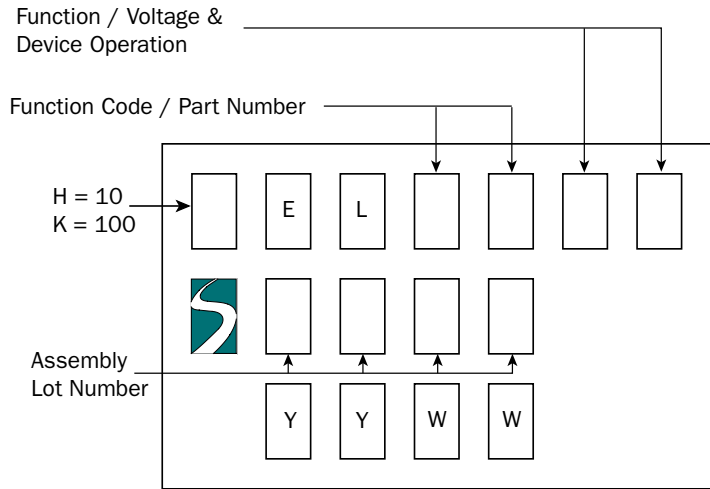 Function / Voltage &
Device Operation
Function Code / Part Number
H = 10
K = 100
E L
Assembly
Lot Number
Y Y W W